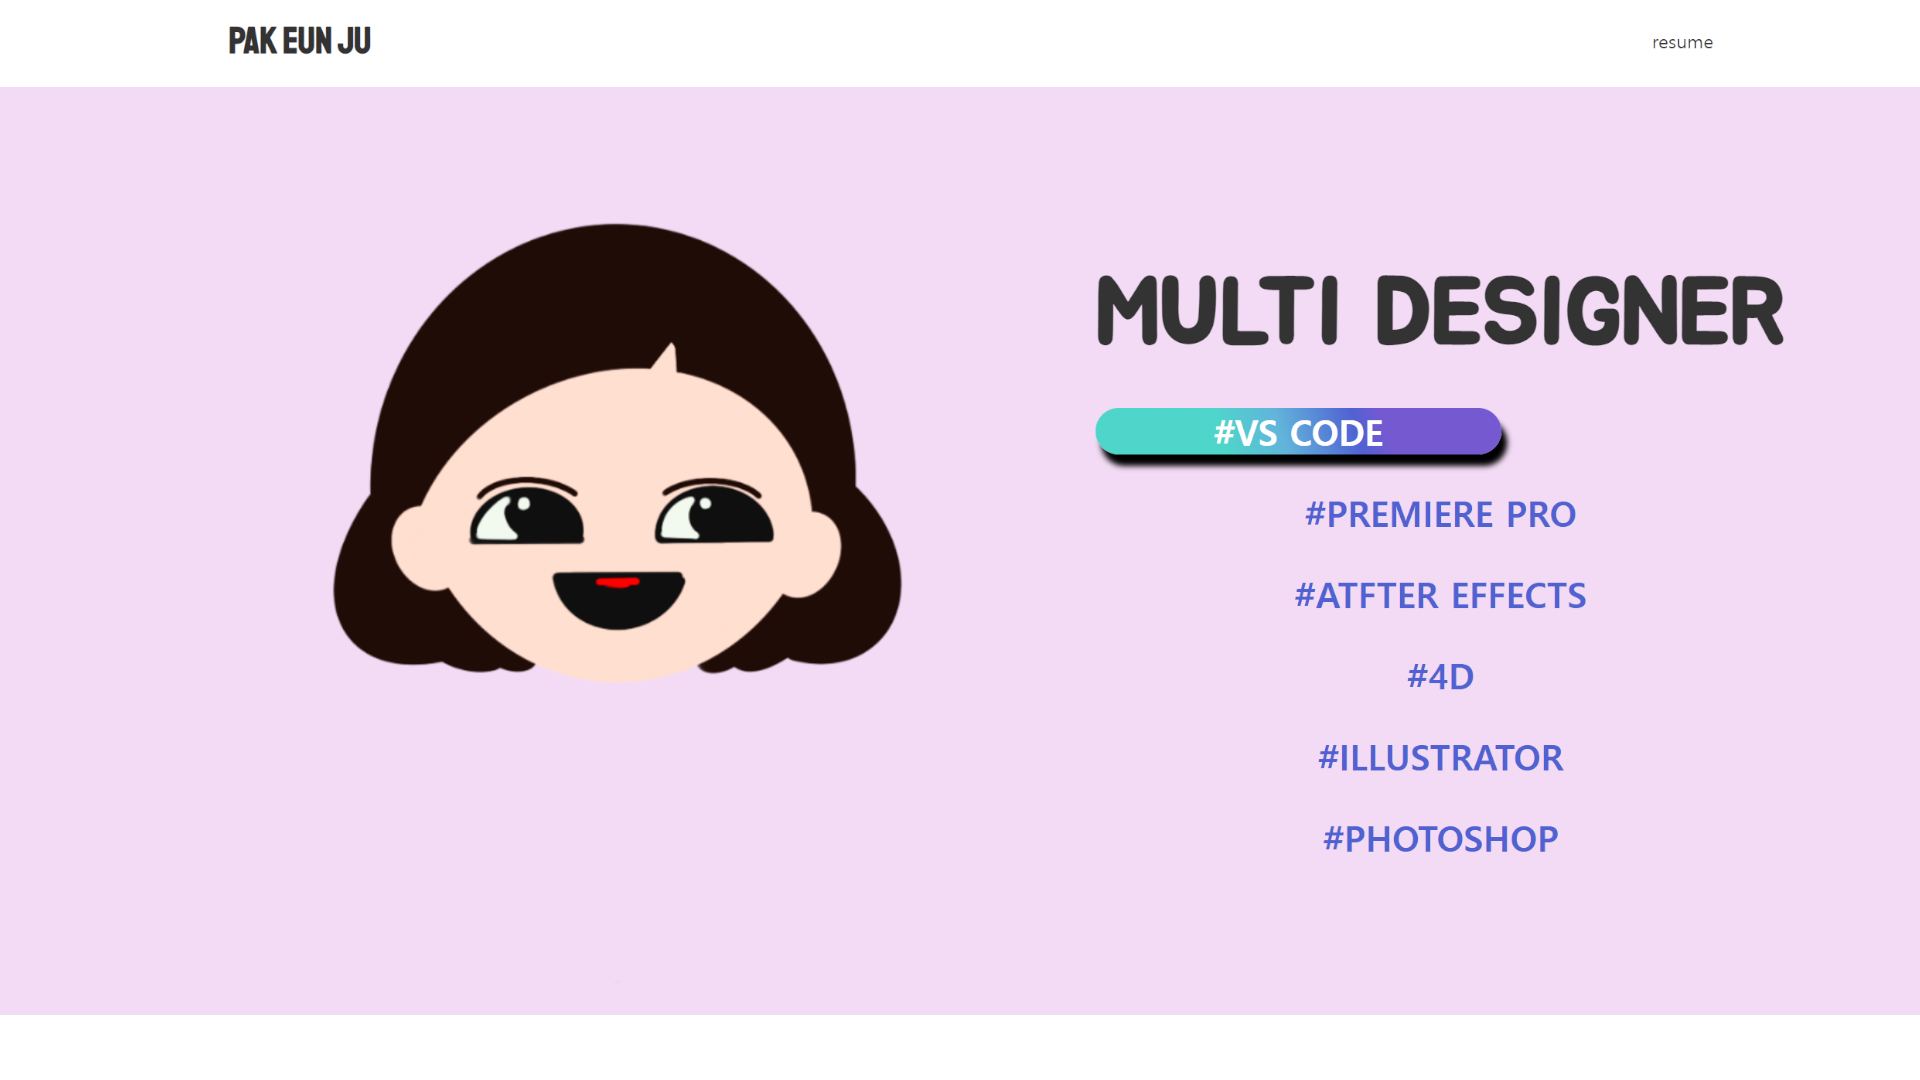 PAK EUN JU
resume
MULTI DESIGNER
#VS CODE
#PREMIERE PRO
#ATFTER EFFECTS
#4D
#ILLUSTRATOR
#PHOTOSHOP